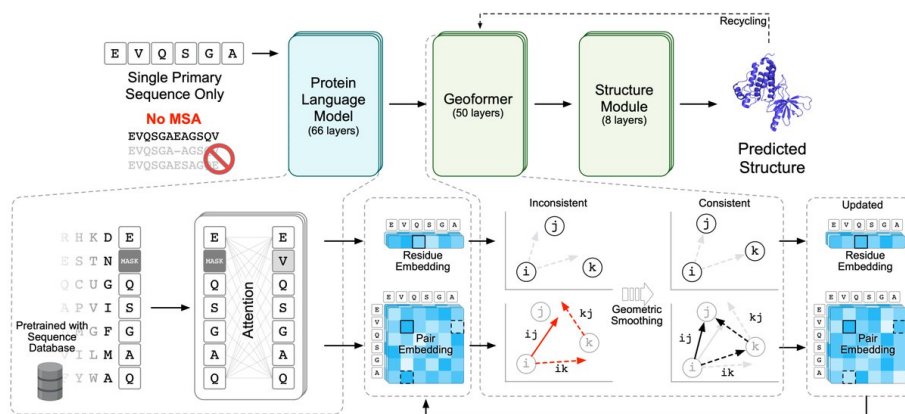 Recycling
E V Q S G A
Single Primary
Sequence Only
No MSA
EVQSGAEAGSQV
EVQSGA-AGS
EVQSGAESAG
Protein
Language
Model
(66 layers)
Geoformer
(50 layers)
Structure
Module
(8 layers)
Predicted
Structure
R H K D E
E S T N MASK
Q C U G Q
A P V I S
G F G
I L M A
F Y W A Q
Pretrained with
Sequence
Database
E
MASK
Q
S
G
A
Q
Attention
E
V
Q
S
G
A
Q
E V Q S G A
Residue
Embedding
E V Q S G A
E
V
Q
S
G
A
Pair
Embedding
Inconsistent
j
i
k
j
kj
ij
k
i
ik
Geometric
Smoothing
Consistent
j
i
k
j
kj
ij
k
i
ik
Updated
E V Q S G A
Residue
Embedding
E V Q S G A
E
V
Q
S
G
A
Pair
Embedding